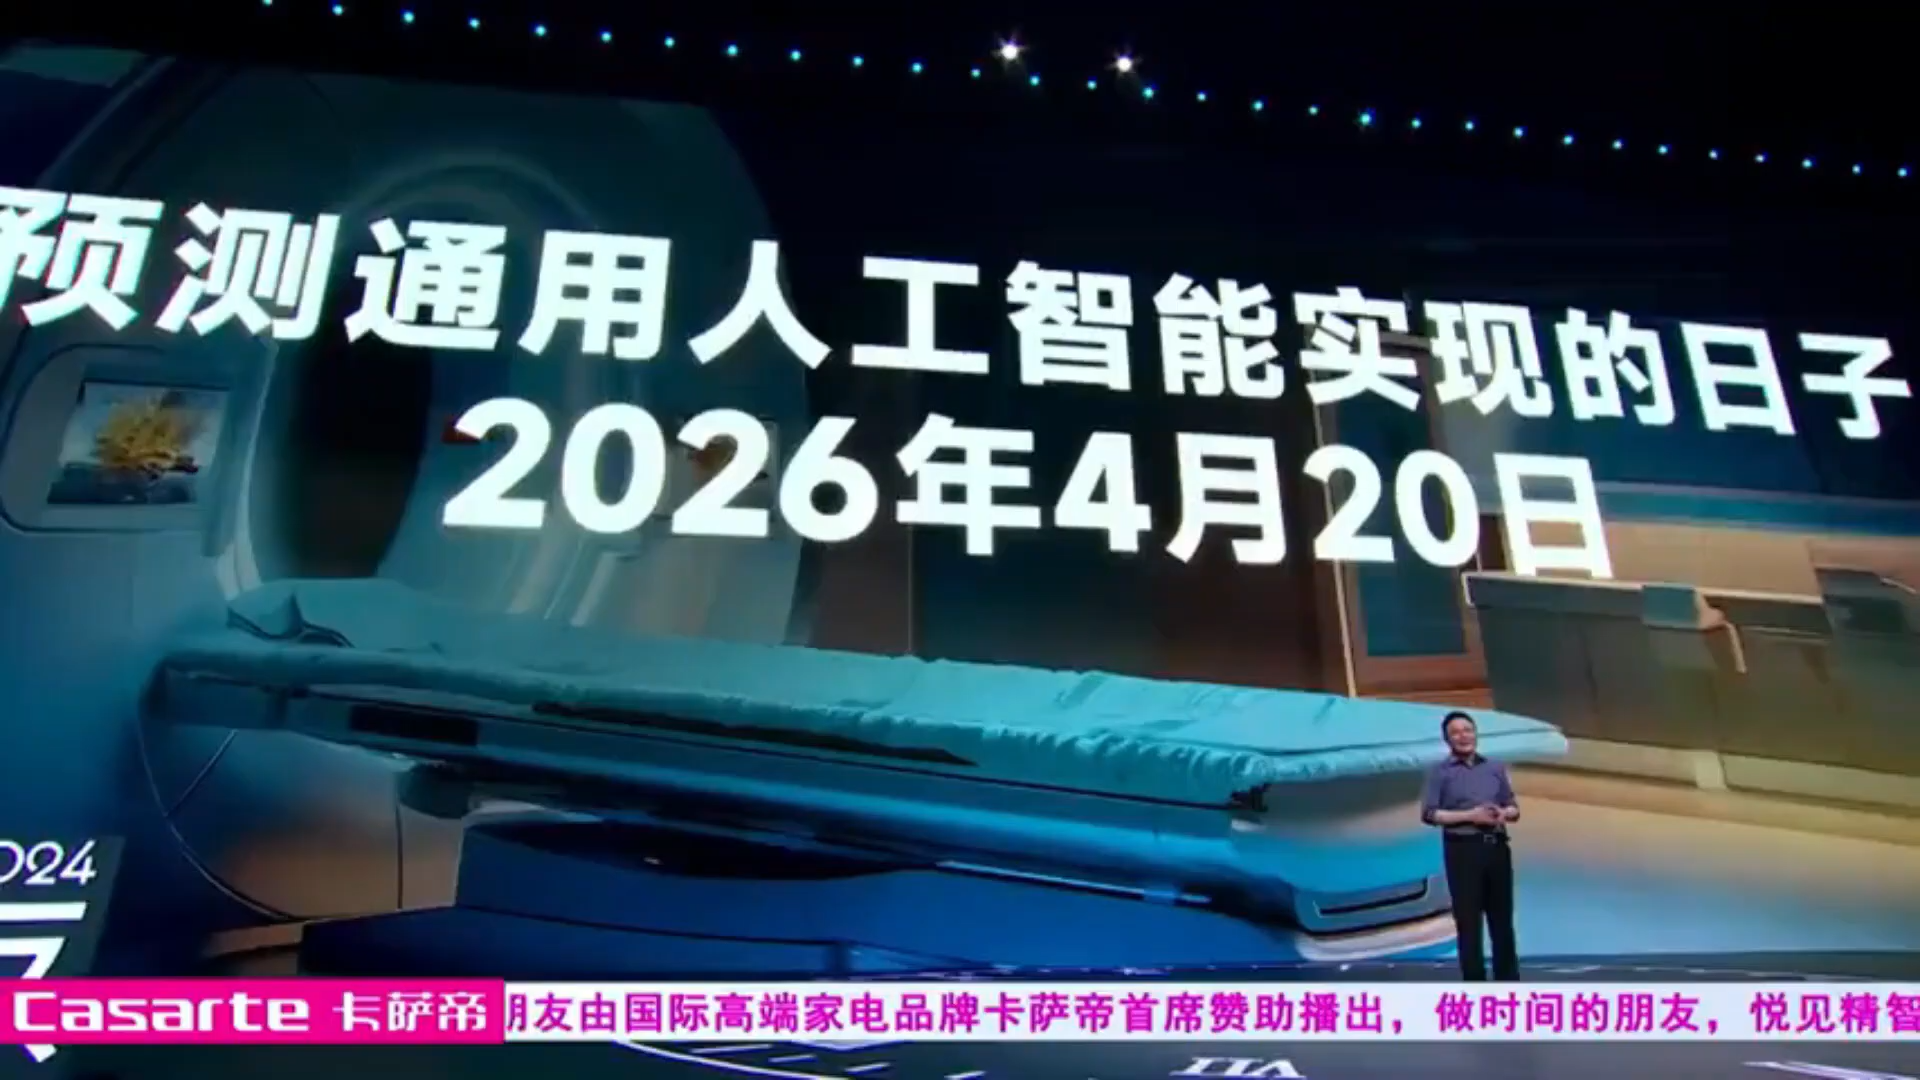 预测通用人工智能实现的日子
2026年4月20日
2024
Casarte 卡萨帝
朋友由国际高端家电品牌卡萨帝首席赞助播出，做时间的朋友，悦见精智
VII